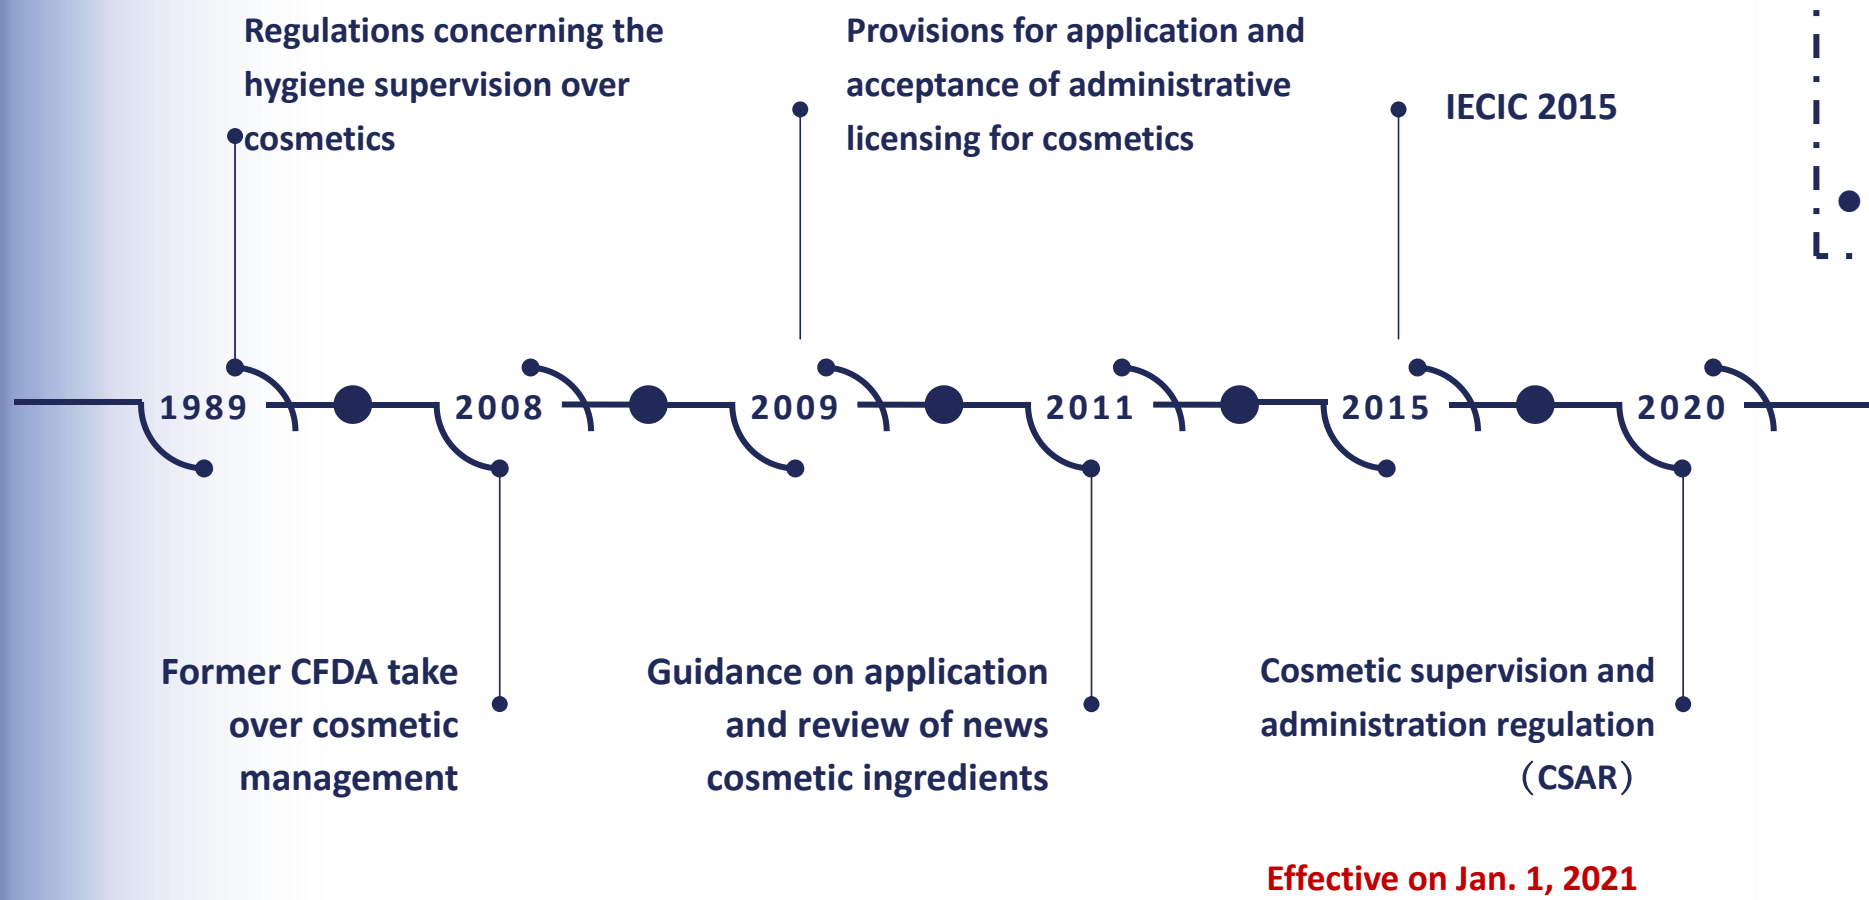 Regulations concerning the
hygiene supervision over
cosmetics
Provisions for application and
acceptance of administrative
licensing for cosmetics
IECIC 2015
1989
2008
2009
2011
2015
2020
Former CFDA take
over cosmetic
management
Guidance on application
and review of news
cosmetic ingredients
Cosmetic supervision and
administration regulation
（CSAR）
Effective on Jan. 1, 2021